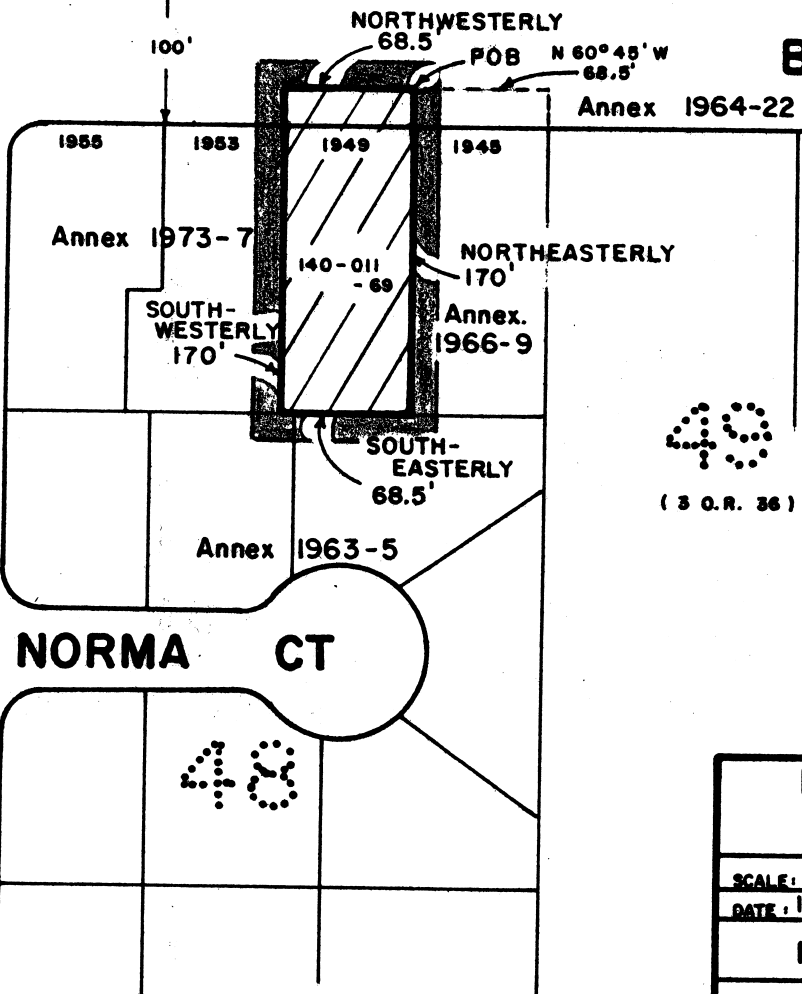 NORTHWESTERLY
68.5'
100'
POB
N 60° 45' W
68.5'
B
Annex 1964-22
1955
1953
1949
1945
Annex 1973-7
140-011
-69
NORTHEASTERLY
170'
SOUTH-
WESTERLY
170'
Annex.
1966-9
49
(3 O.R. 36)
SOUTH-
EASTERLY
68.5'
Annex 1963-5
NORMA CT
48
SCALE:
DATE: 1